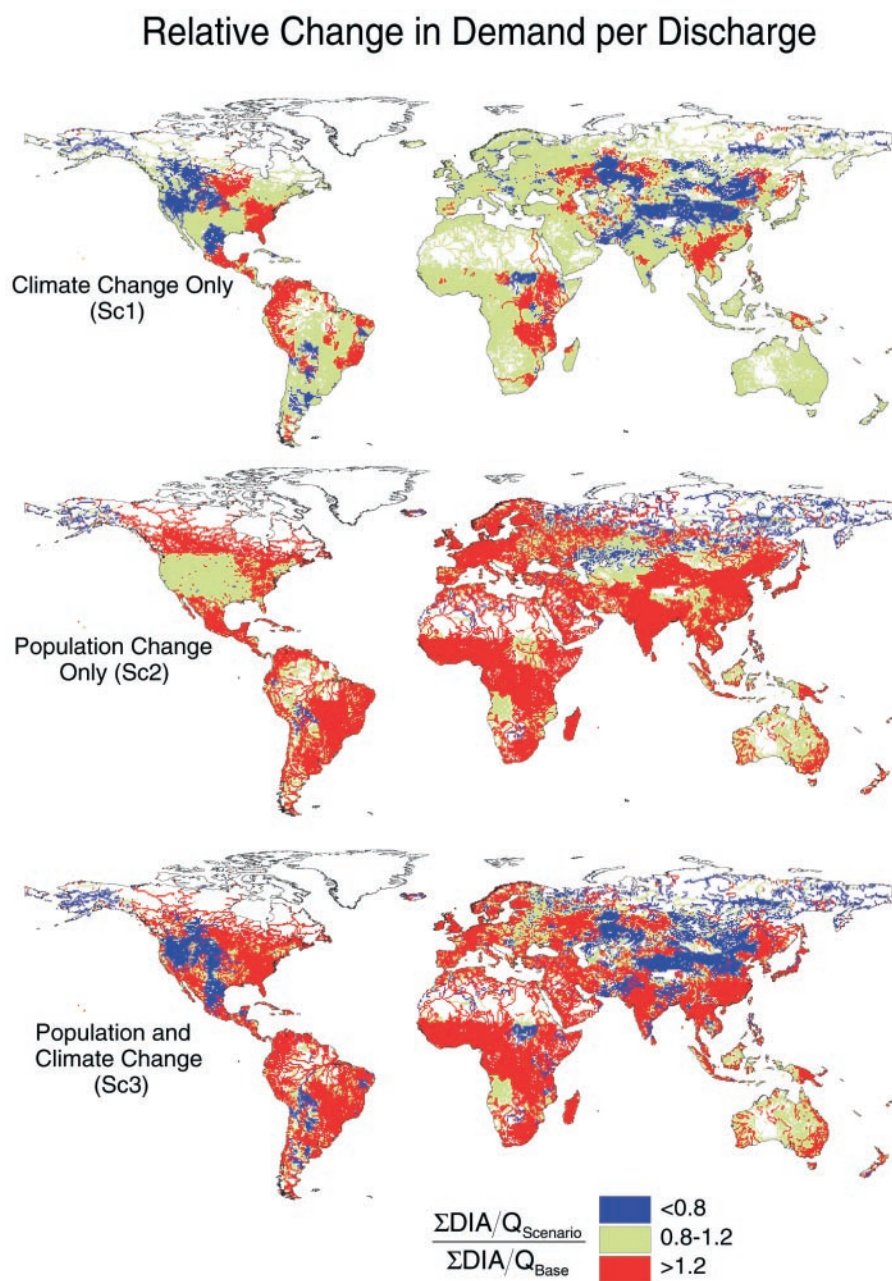 Relative Change in Demand per Discharge
Climate Change Only
(Sc1)
Population Change
Only (Sc2)
Population and
Climate Change
(Sc3)
ΣDIA/Q_Scenario
ΣDIA/Q_Base
<0.8
0.8-1.2
>1.2